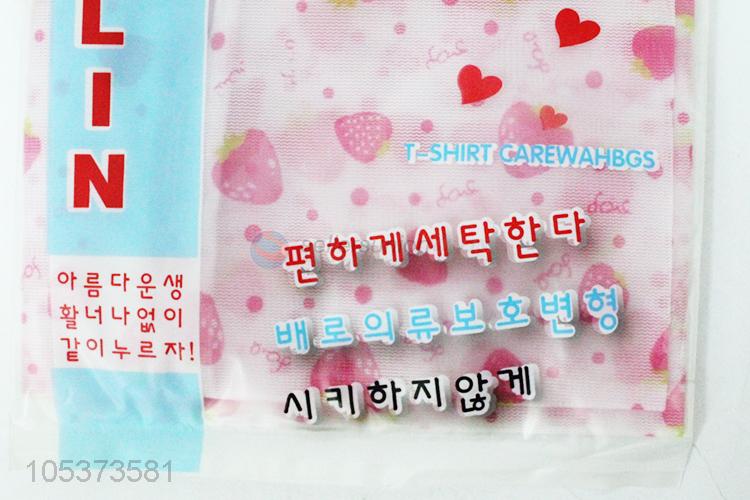 LIN
아름다운생
활너나없이
같이누르자!
T-SHIRT CAREWAHBGS
편하게세탁한다
배로의류보호변형
시키하지않게
105373581